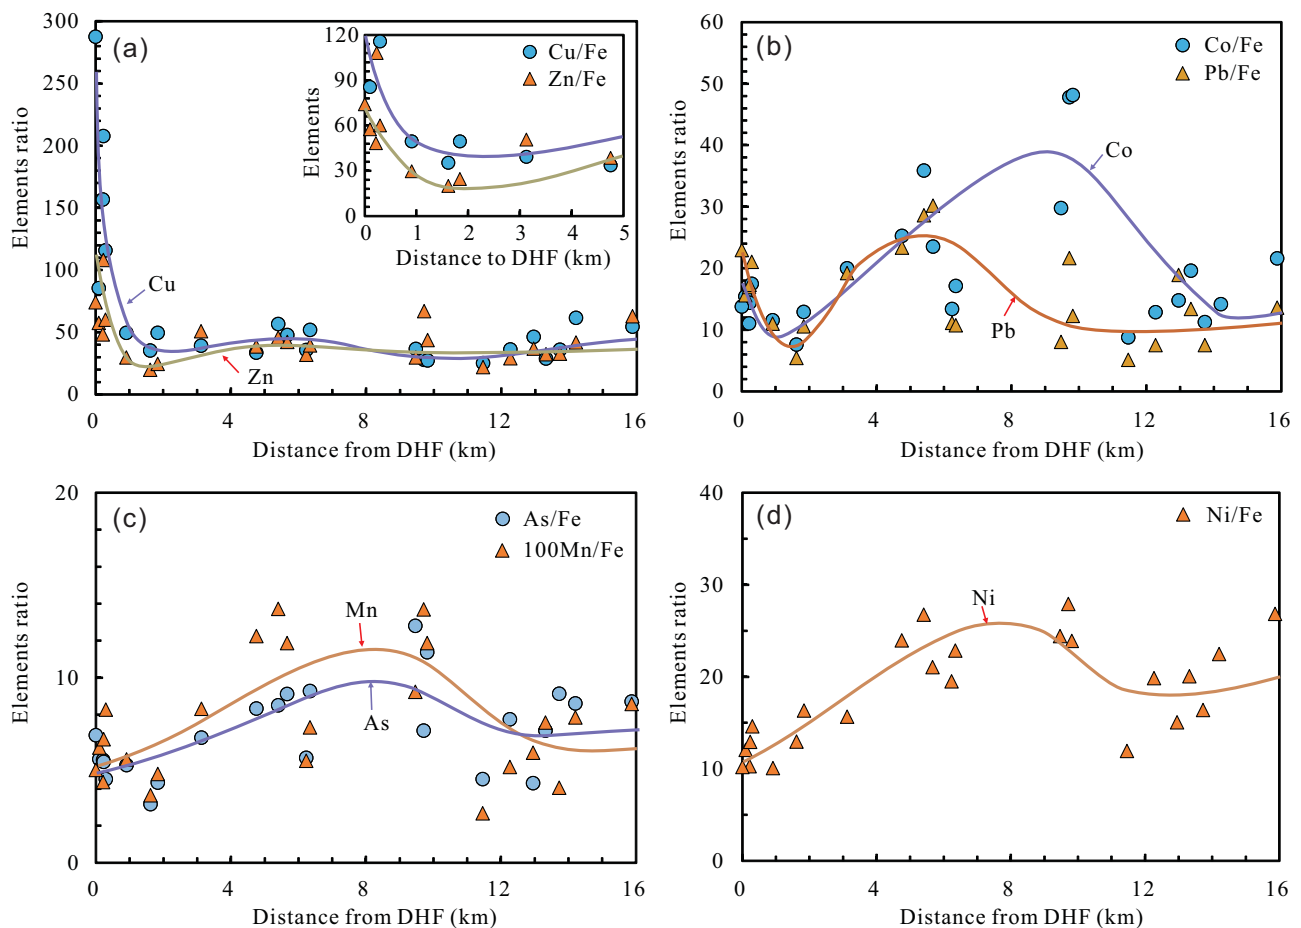 (a)
Elements ratio
300
250
200
150
100
50
0
0 4 8 12 16
Distance from DHF (km)
Cu
Zn
Elements
120
90
60
30
0
0 1 2 3 4 5
Distance to DHF (km)
Cu/Fe
Zn/Fe
(b)
Elements ratio
60
50
40
30
20
10
0
0 4 8 12 16
Distance from DHF (km)
Co/Fe
Pb/Fe
Co
Pb
(c)
Elements ratio
20
10
0
0 4 8 12 16
Distance from DHF (km)
As/Fe
100Mn/Fe
Mn
As
(d)
Elements ratio
40
30
20
10
0
0 4 8 12 16
Distance from DHF (km)
Ni/Fe
Ni